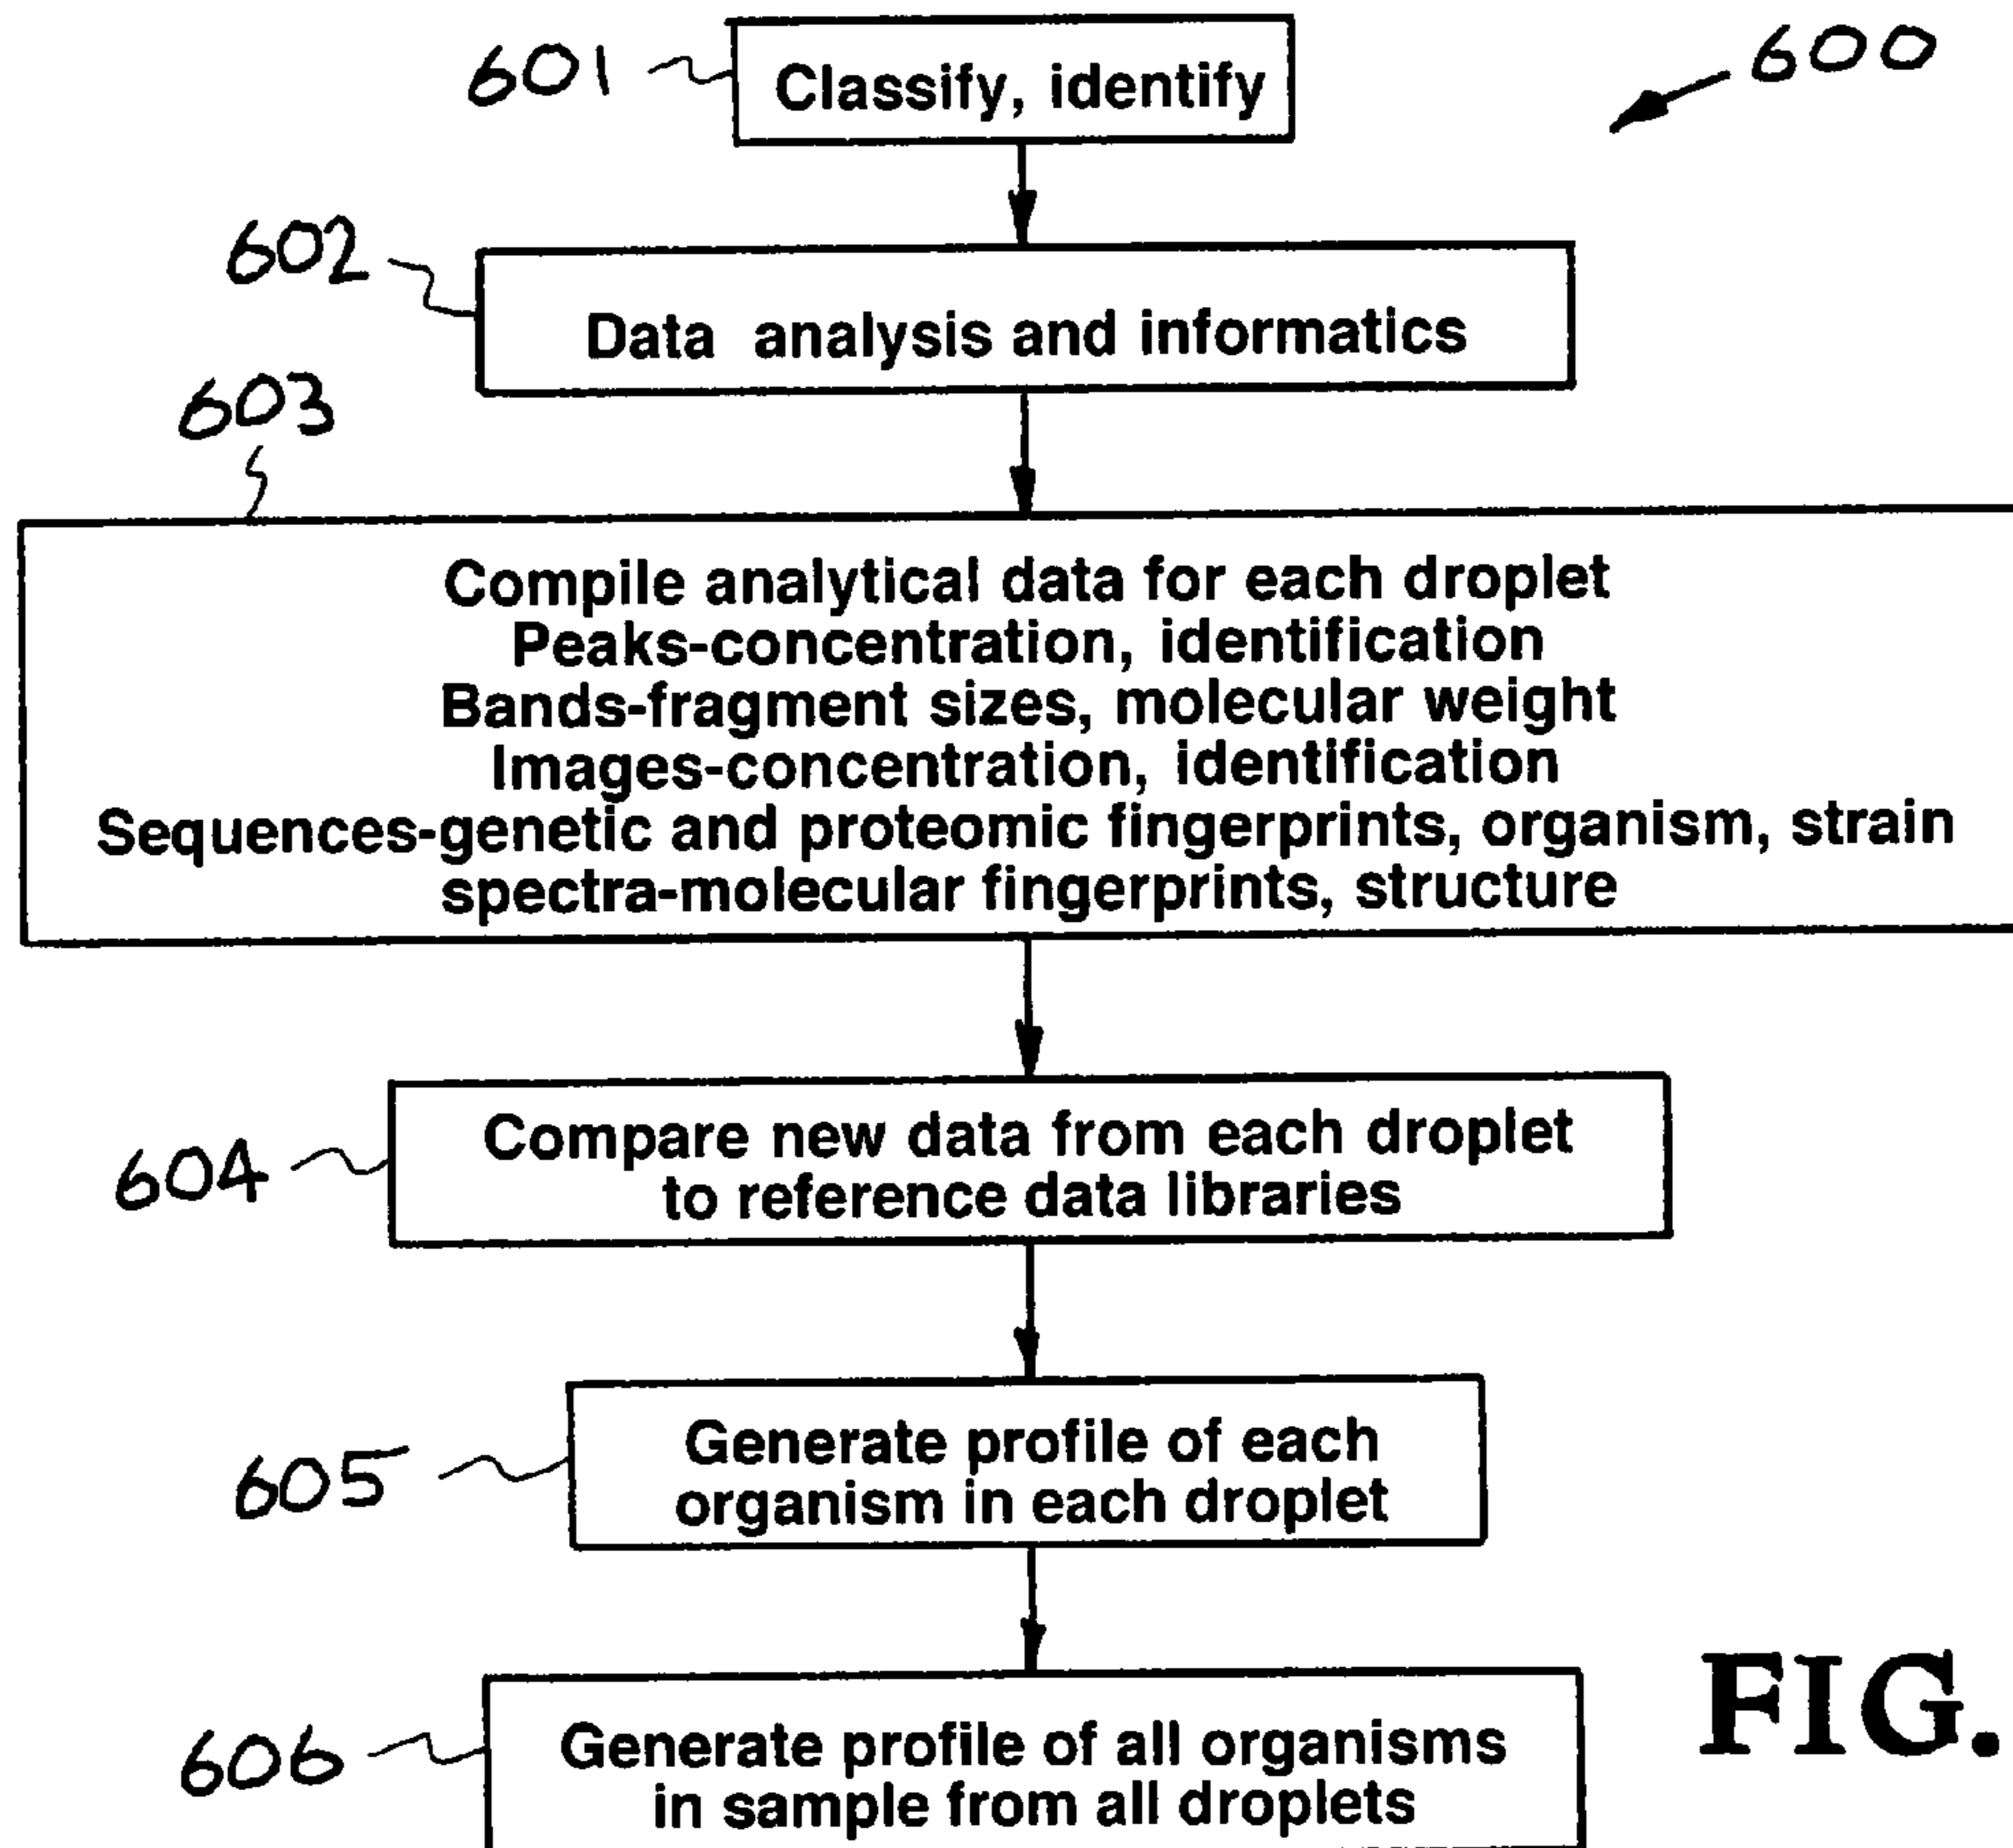 601
Classify, identify
600
602
Data analysis and informatics
603
Compile analytical data for each droplet
Peaks-concentration, identification
Bands-fragment sizes, molecular weight
Images-concentration, identification
Sequences-genetic and proteomic fingerprints, organism, strain
spectra-molecular fingerprints, structure
604
Compare new data from each droplet
to reference data libraries
605
Generate profile of each
organism in each droplet
606
Generate profile of all organisms
in sample from all droplets
FIG.